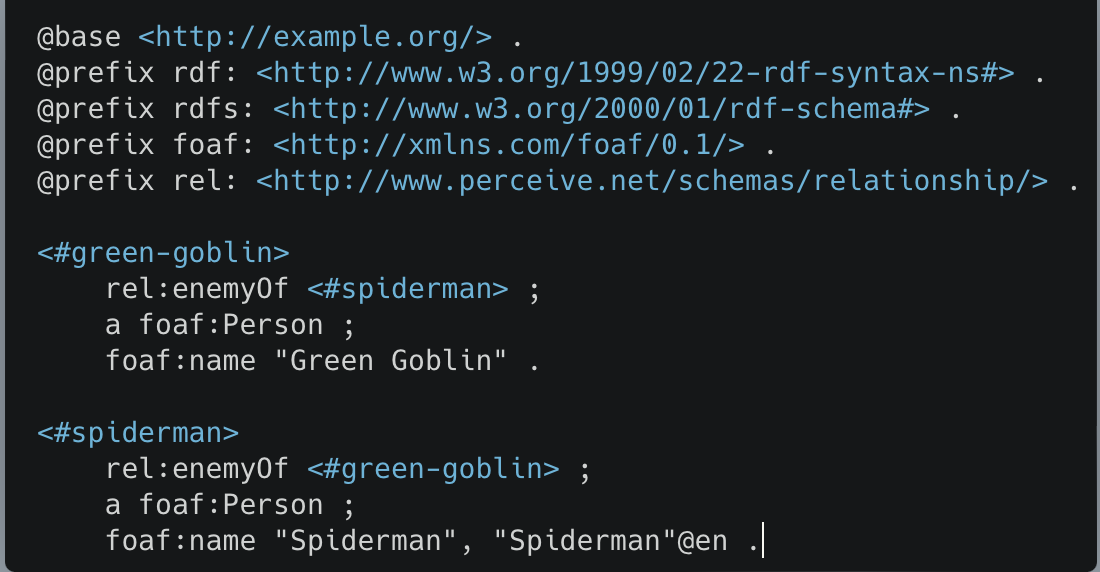 @base <http://example.org/> .
@prefix rdf: <http://www.w3.org/1999/02/22-rdf-syntax-ns#> .
@prefix rdfs: <http://www.w3.org/2000/01/rdf-schema#> .
@prefix foaf: <http://xmlns.com/foaf/0.1/> .
@prefix rel: <http://www.perceive.net/schemas/relationship/> .

<#green-goblin>
    rel:enemyOf <#spiderman> ;
    a foaf:Person ;
    foaf:name "Green Goblin" .

<#spiderman>
    rel:enemyOf <#green-goblin> ;
    a foaf:Person ;
    foaf:name "Spiderman", "Spiderman"@en .